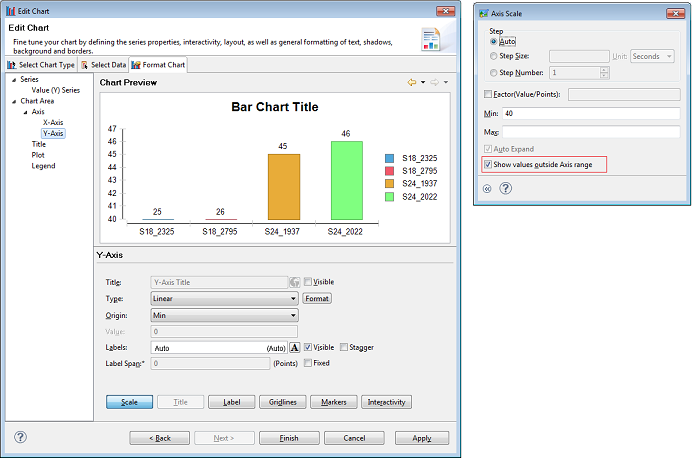 Edit Chart
Edit Chart
Fine tune your chart by defining the series properties, interactivity, layout, as well as general formatting of text, shadows,
background and borders.
Select Chart Type Select Data Format Chart
Series
Value (Y) Series
Chart Area
Axis
X-Axis
Y-Axis
Title
Plot
Legend
Chart Preview
Bar Chart Title
47
46
45
44
43
42
41
40
25
26
45
46
S18_2325
S18_2795
S24_1937
S24_2022
S18_2325
S18_2795
S24_1937
S24_2022
Y-Axis
Title: Y-Axis Title Visible
Type: Linear Format
Origin: Min
Value: 0
Labels: Auto (Auto) A Visible Stagger
Label Span:* 0 (Points) Fixed
Scale Title Label Gridlines Markers Interactivity
< Back Next > Finish Cancel Apply
Axis Scale
Step
Auto
Step Size: Unit: Seconds
Step Number: 1
Factor(Value/Points):
Min: 40
Max:
Auto Expand
Show values outside Axis range